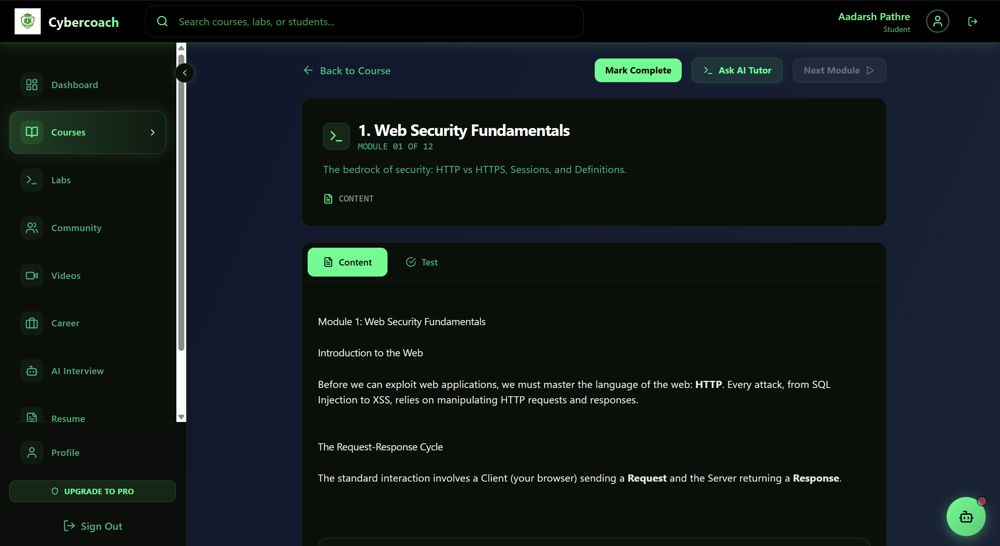 Cybercoach
Search courses, labs, or students...
Aadarsh Pathre
Student
Dashboard
Courses
Labs
Community
Videos
Career
AI Interview
Resume
Profile
UPGRADE TO PRO
Sign Out
Back to Course
Mark Complete
Ask AI Tutor
Next Module
1. Web Security Fundamentals
MODULE 01 OF 12
The bedrock of security: HTTP vs HTTPS, Sessions, and Definitions.
CONTENT
Content
Test
Module 1: Web Security Fundamentals
Introduction to the Web
Before we can exploit web applications, we must master the language of the web: HTTP. Every attack, from SQL
Injection to XSS, relies on manipulating HTTP requests and responses.
The Request-Response Cycle
The standard interaction involves a Client (your browser) sending a Request and the Server returning a Response.